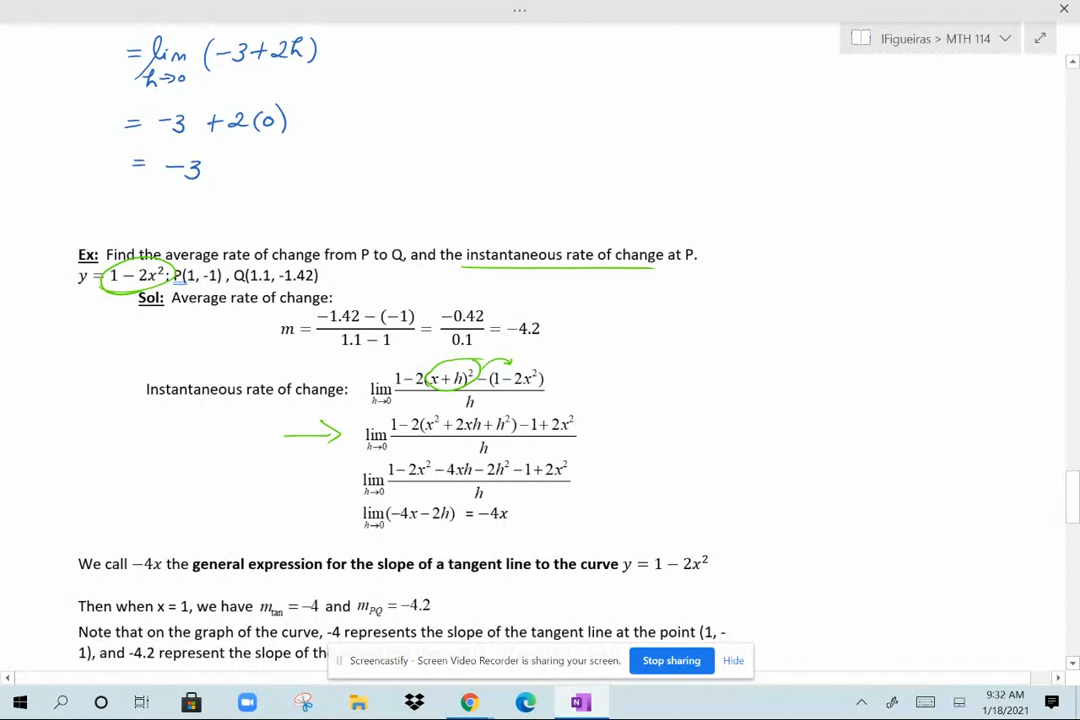 = lim (-3+2h)
h→0
= -3 +2(0)
= -3
IFigueiras > MTH 114
Ex: Find the average rate of change from P to Q, and the instantaneous rate of change at P.
y = 1 − 2x²; P(1, -1) , Q(1.1, -1.42)
Sol: Average rate of change:
m = (−1.42 − (−1))/(1.1 − 1) = −0.42/0.1 = −4.2
Instantaneous rate of change: lim h→0 (1−2(x+h)²−(1−2x²))/h
lim h→0 (1−2(x²+2xh+h²)−1+2x²)/h
lim h→0 (1−2x²−4xh−2h²−1+2x²)/h
lim h→0 (−4x−2h) = −4x
We call −4x the general expression for the slope of a tangent line to the curve y = 1 − 2x²
Then when x = 1, we have m tan = −4 and m PQ = −4.2
Note that on the graph of the curve, -4 represents the slope of the tangent line at the point (1, -
1), and -4.2 represent the slope of the
Screencastify - Screen Video Recorder is sharing your screen.
Stop sharing
Hide
9:32 AM
1/18/2021